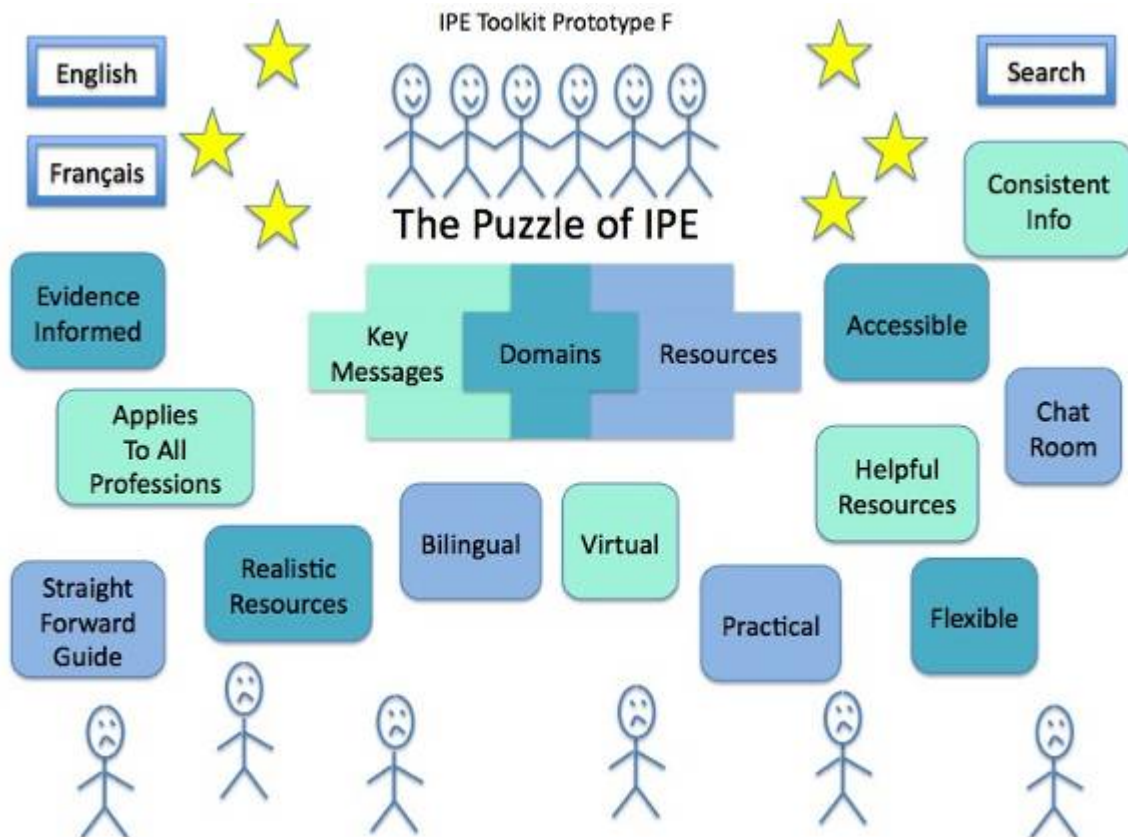 IPE Toolkit Prototype F
English
Search
Français
Consistent
Info
The Puzzle of IPE
Evidence
Informed
Key
Messages
Domains
Resources
Accessible
Applies
To All
Professions
Chat
Room
Helpful
Resources
Bilingual
Virtual
Realistic
Resources
Straight
Forward
Guide
Practical
Flexible